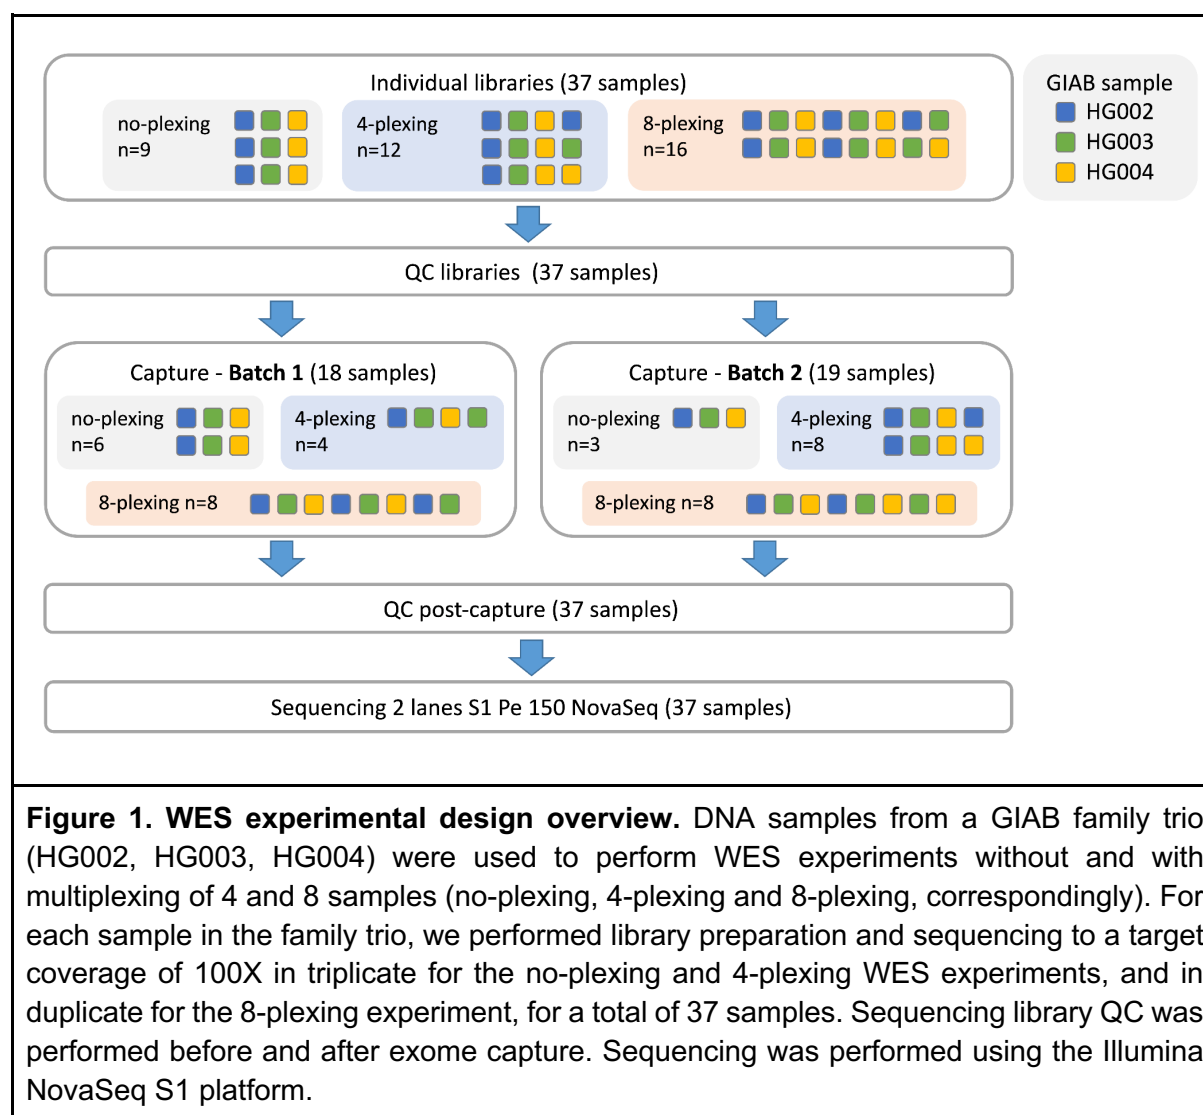 Individual libraries (37 samples)
no-plexing
n=9
4-plexing
n=12
8-plexing
n=16
GIAB sample
HG002
HG003
HG004
QC libraries (37 samples)
Capture - Batch 1 (18 samples)
no-plexing
n=6
4-plexing
n=4
8-plexing n=8
Capture - Batch 2 (19 samples)
no-plexing
n=3
4-plexing
n=8
8-plexing n=8
QC post-capture (37 samples)
Sequencing 2 lanes S1 Pe 150 NovaSeq (37 samples)
Figure 1. WES experimental design overview. DNA samples from a GIAB family trio
(HG002, HG003, HG004) were used to perform WES experiments without and with
multiplexing of 4 and 8 samples (no-plexing, 4-plexing and 8-plexing, correspondingly). For
each sample in the family trio, we performed library preparation and sequencing to a target
coverage of 100X in triplicate for the no-plexing and 4-plexing WES experiments, and in
duplicate for the 8-plexing experiment, for a total of 37 samples. Sequencing library QC was
performed before and after exome capture. Sequencing was performed using the Illumina
NovaSeq S1 platform.